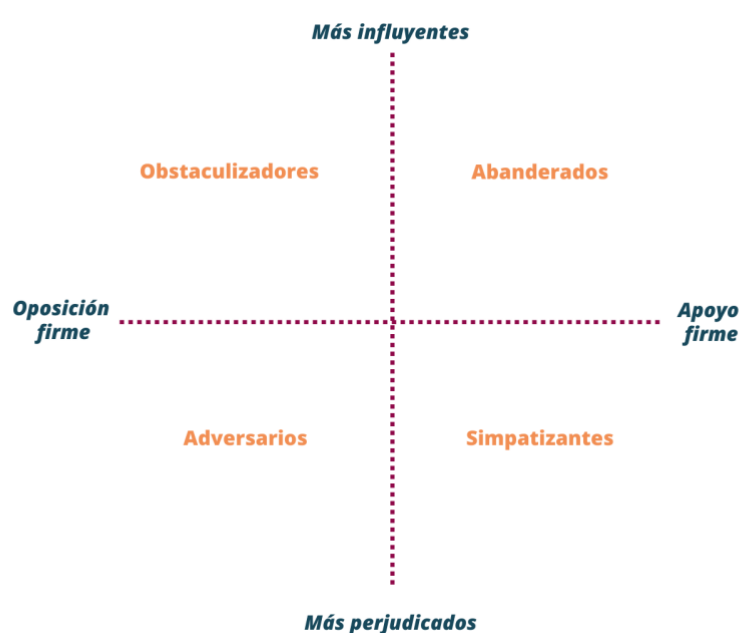 Más influyentes
Obstaculizadores
Abanderados
Oposición
firme
Apoyo
firme
Adversarios
Simpatizantes
Más perjudicados